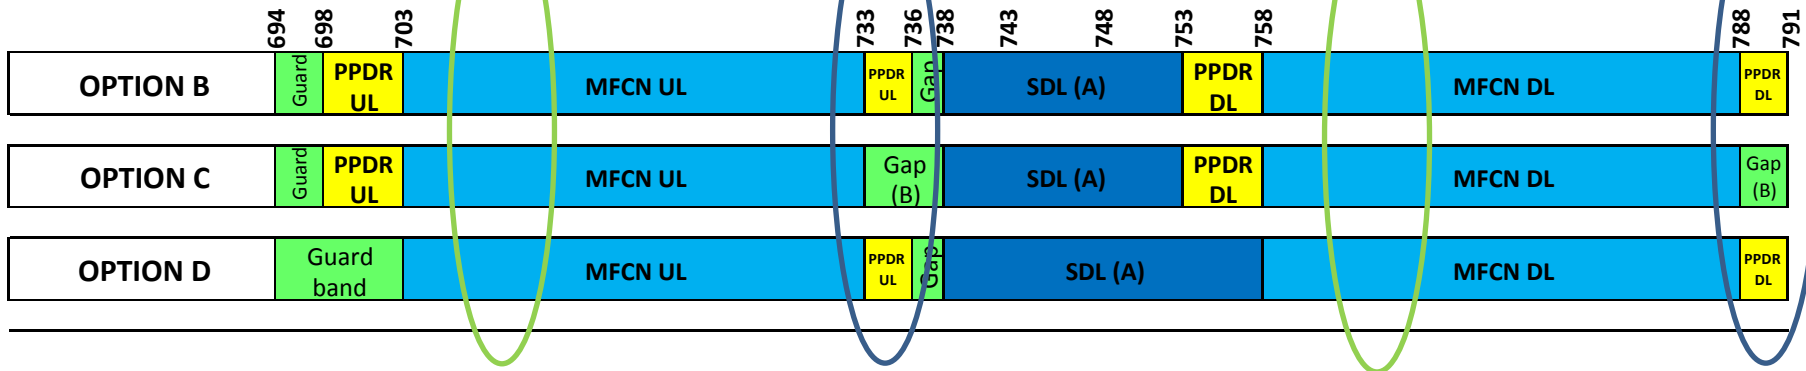 694 698 703 733 736 738 743 748 753 758 788 791
OPTION B Guard PPDR UL MFCN UL PPDR UL Gap SDL (A) PPDR DL MFCN DL PPDR DL
OPTION C Guard PPDR UL MFCN UL Gap (B) SDL (A) PPDR DL MFCN DL Gap (B)
OPTION D Guard band MFCN UL PPDR UL Gap SDL (A) MFCN DL PPDR DL